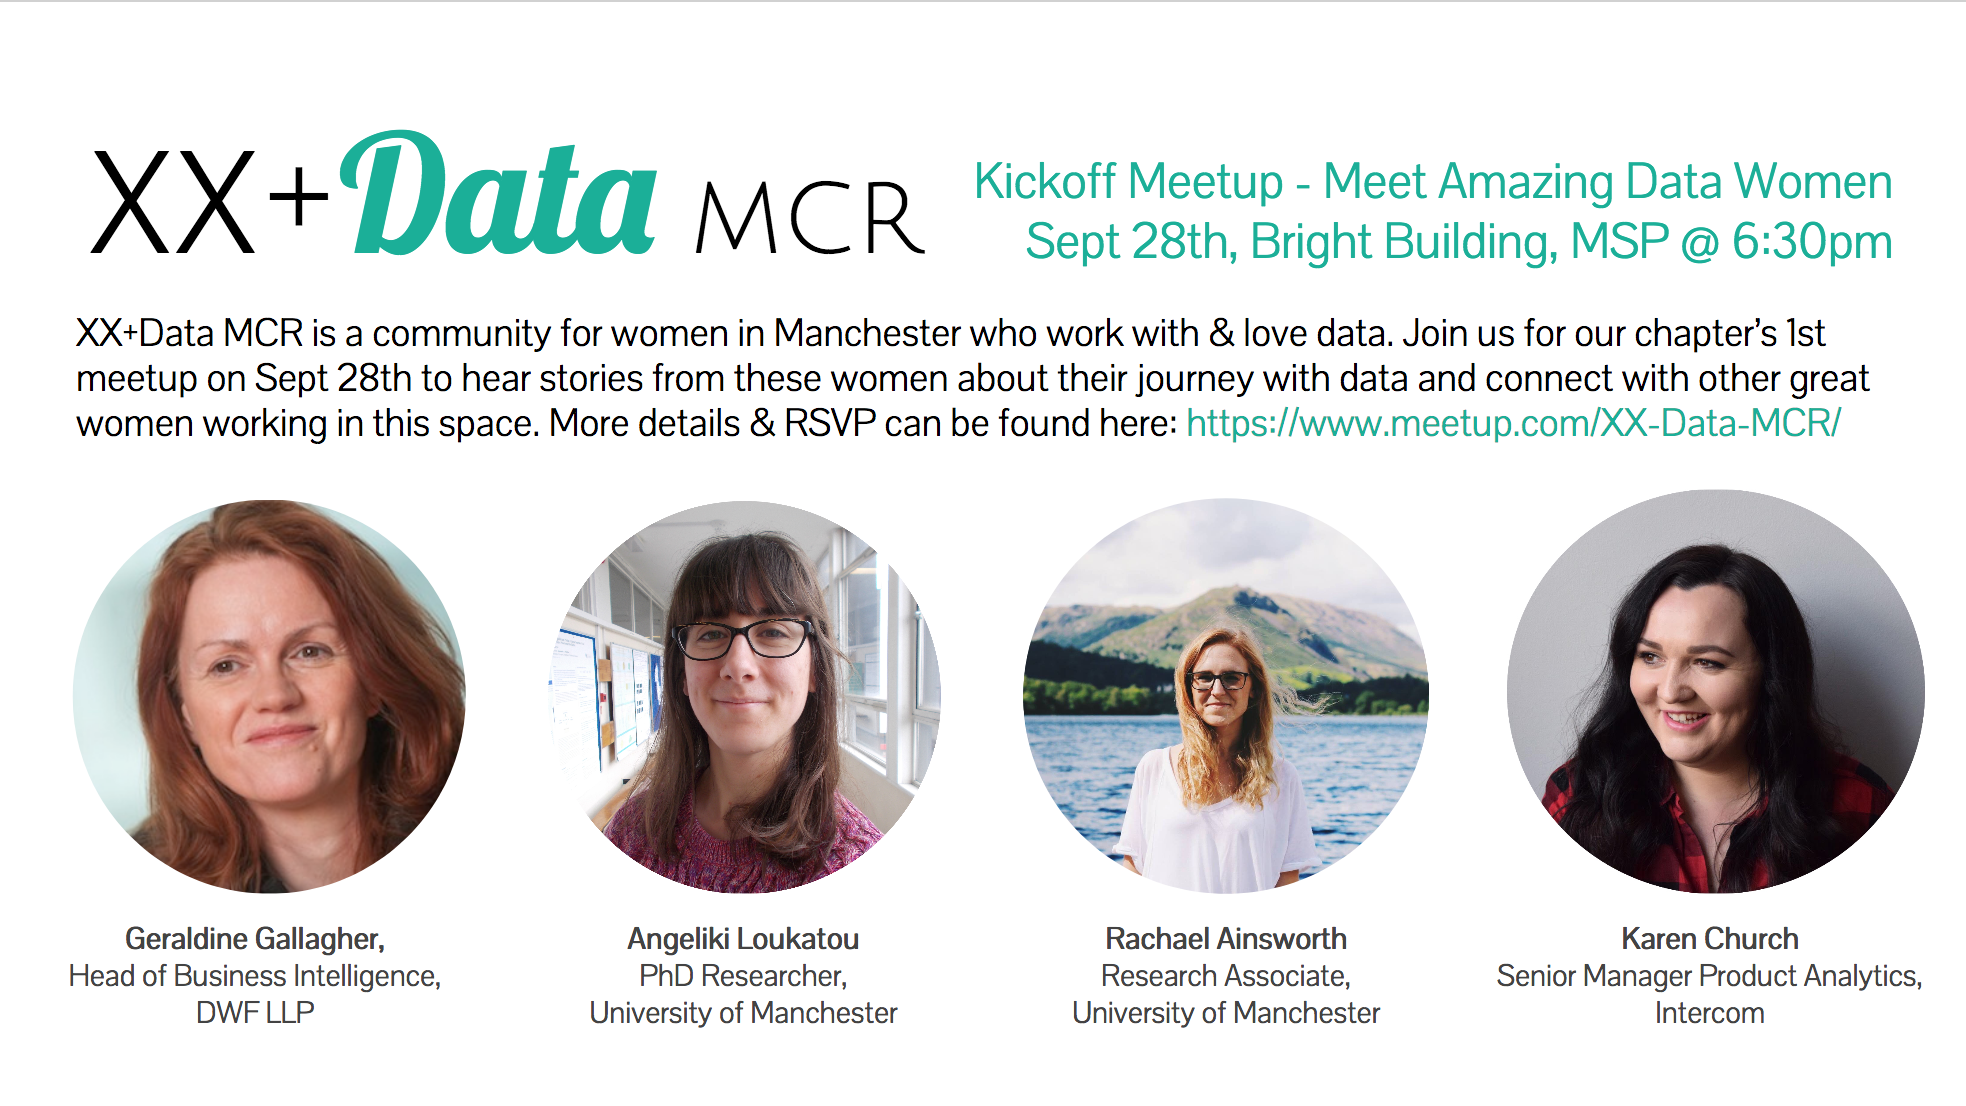 XX+Data MCR
Kickoff Meetup - Meet Amazing Data Women
Sept 28th, Bright Building, MSP @ 6:30pm
XX+Data MCR is a community for women in Manchester who work with & love data. Join us for our chapter’s 1st
meetup on Sept 28th to hear stories from these women about their journey with data and connect with other great
women working in this space. More details & RSVP can be found here: https://www.meetup.com/XX-Data-MCR/
Geraldine Gallagher,
Head of Business Intelligence,
DWF LLP
Angeliki Loukatou
PhD Researcher,
University of Manchester
Rachael Ainsworth
Research Associate,
University of Manchester
Karen Church
Senior Manager Product Analytics,
Intercom